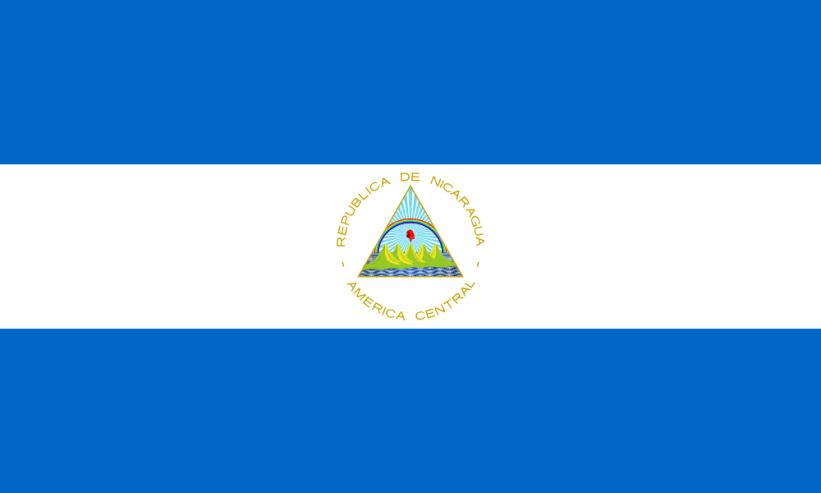 REPUBLICA DE NICARAGUA
- AMERICA CENTRAL -